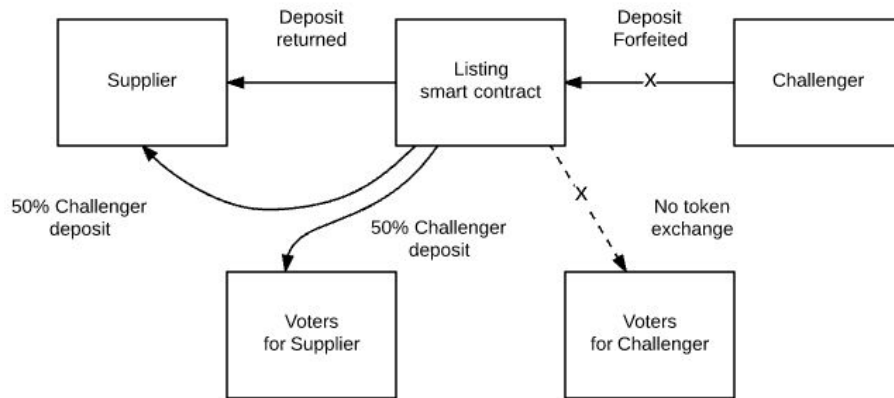 Deposit
returned
Deposit
Forfeited
Supplier
Listing
smart contract
X
Challenger
50% Challenger
deposit
50% Challenger
deposit
X
No token
exchange
Voters
for Supplier
Voters
for Challenger